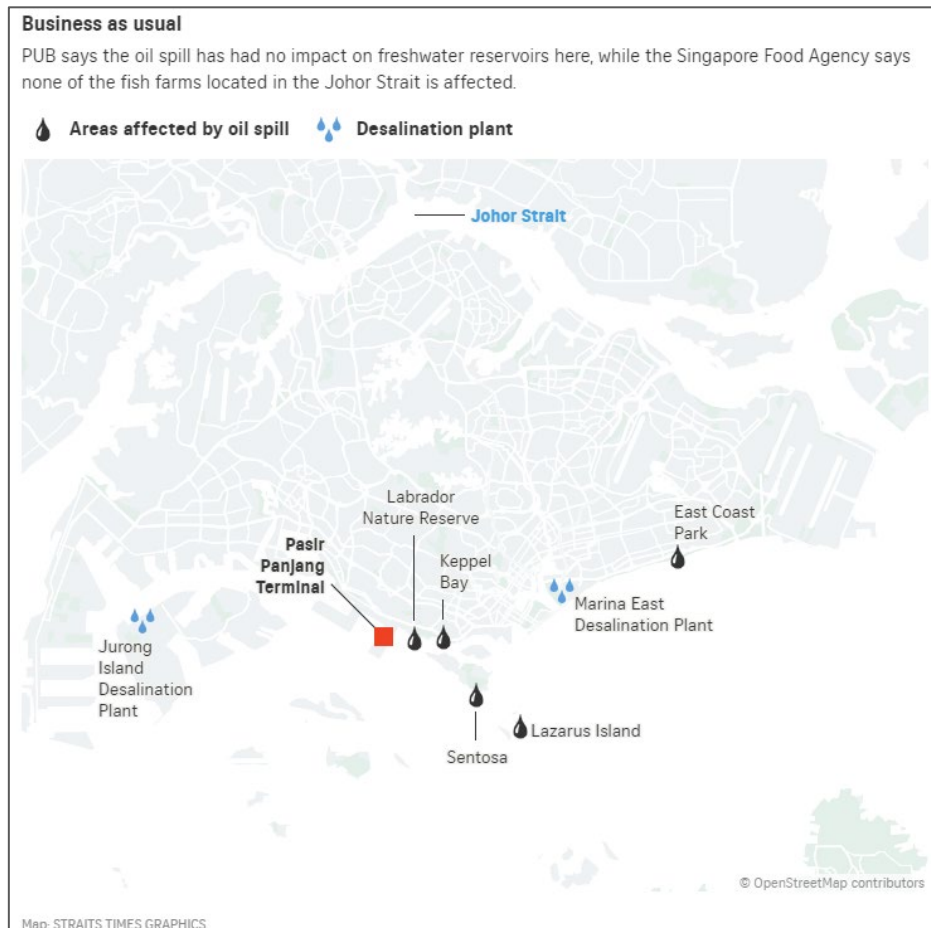 Business as usual
PUB says the oil spill has had no impact on freshwater reservoirs here, while the Singapore Food Agency says
none of the fish farms located in the Johor Strait is affected.
Areas affected by oil spill
Desalination plant
Johor Strait
Labrador
Nature Reserve
East Coast
Park
Pasir
Panjang
Terminal
Keppel
Bay
Marina East
Desalination Plant
Jurong
Island
Desalination
Plant
Lazarus Island
Sentosa
© OpenStreetMap contributors
Map: STRAITS TIMES GRAPHICS